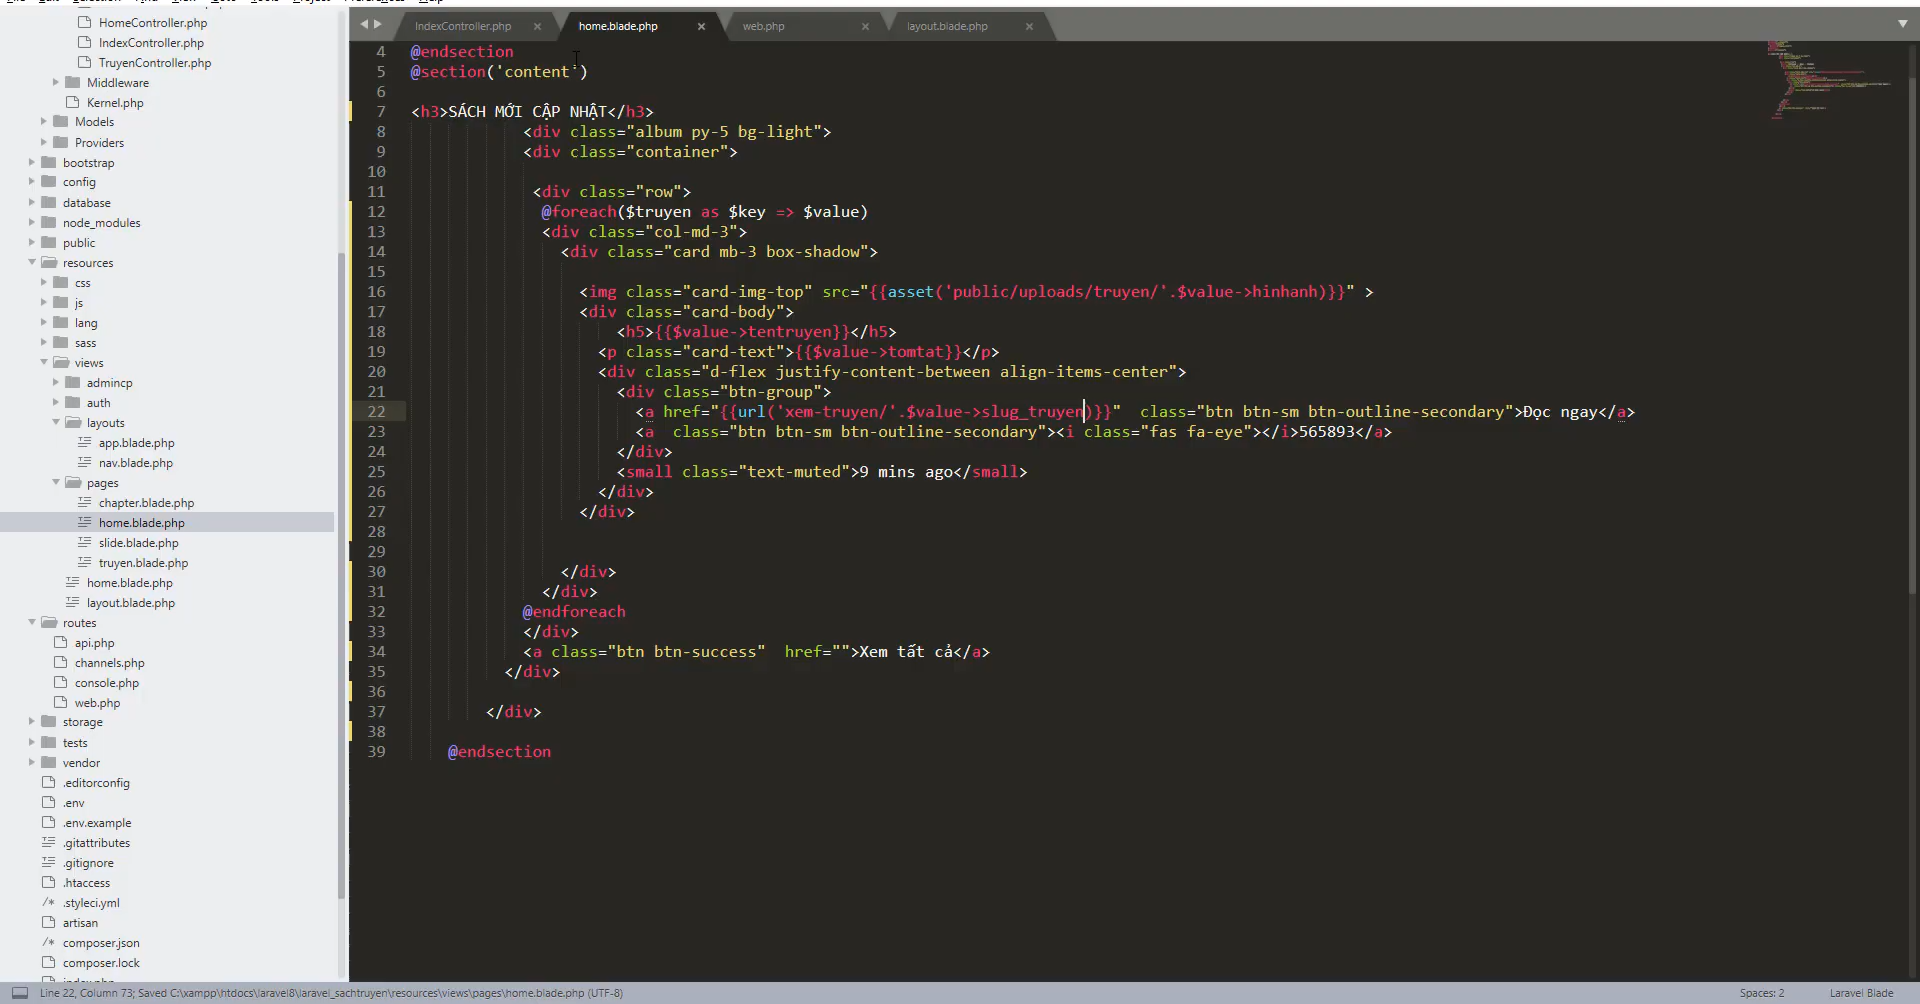 HomeController.php
IndexController.php
TruyenController.php
Middleware
Kernel.php
Models
Providers
bootstrap
config
database
node_modules
public
resources
css
js
lang
sass
views
admincp
auth
layouts
app.blade.php
nav.blade.php
pages
chapter.blade.php
home.blade.php
slide.blade.php
truyen.blade.php
home.blade.php
layout.blade.php
routes
api.php
channels.php
console.php
web.php
storage
tests
vendor
.editorconfig
.env
.env.example
.gitattributes
.gitignore
.htaccess
.styleci.yml
artisan
composer.json
composer.lock
IndexController.php
home.blade.php
web.php
layout.blade.php
4 @endsection
5 @section('content')
6
7 <h3>SÁCH MỚI CẬP NHẬT</h3>
8 <div class="album py-5 bg-light">
9 <div class="container">
10
11 <div class="row">
12 @foreach($truyen as $key => $value)
13 <div class="col-md-3">
14 <div class="card mb-3 box-shadow">
15
16 <img class="card-img-top" src="{{asset('public/uploads/truyen/'.$value->hinhanh)}}" >
17 <div class="card-body">
18 <h5>{{$value->tentruyen}}</h5>
19 <p class="card-text">{{$value->tomtat}}</p>
20 <div class="d-flex justify-content-between align-items-center">
21 <div class="btn-group">
22 <a href="{{url('xem-truyen/'.$value->slug_truyen)}}"  class="btn btn-sm btn-outline-secondary">Đọc ngay</a>
23 <a  class="btn btn-sm btn-outline-secondary"><i class="fas fa-eye"></i>565893</a>
24 </div>
25 <small class="text-muted">9 mins ago</small>
26 </div>
27 </div>
28
29
30 </div>
31 </div>
32 @endforeach
33 </div>
34 <a class="btn btn-success"  href="">Xem tất cả</a>
35 </div>
36
37 </div>
38
39 @endsection
Line 22, Column 73; Saved C:\xampp\htdocs\laravel8\laravel_sachtruyen\resources\views\pages\home.blade.php (UTF-8)
Spaces: 2
Laravel Blade